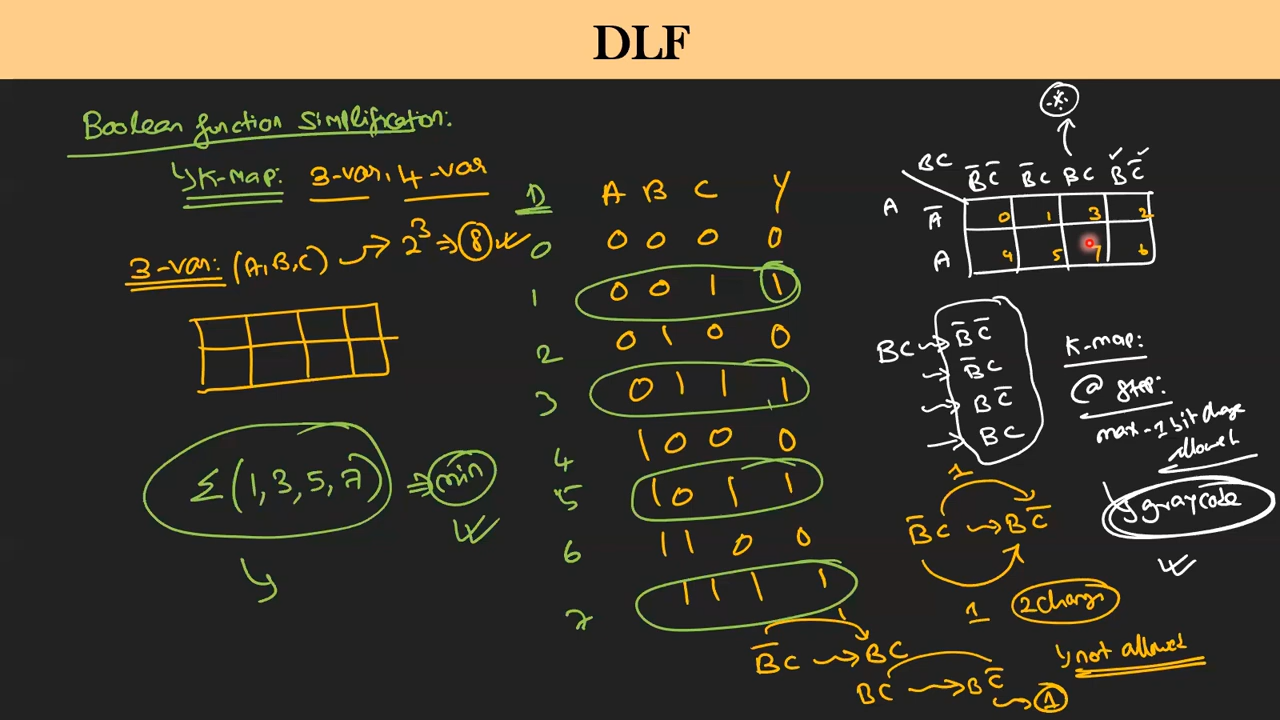 DLF
Boolean function Simplification:
↳K-map: 3-var, 4-var
3-var: (A,B,C) → 2³ ⇒ 8
Σ(1,3,5,7) ⇒ min
y
D A B C Y
0 0 0 0 0
1 0 0 1 1
2 0 1 0 0
3 0 1 1 1
4 1 0 0 0
5 1 0 1 1
6 1 1 0 0
7 1 1 1 1
*
BC
A B̄C̄ B̄C BC BC̄
Ā 0 1 3 2
A 4 5 7 6
BC → B̄C̄
→ B̄C
→ BC̄
→ BC
K-map:
@ step:
max-1 bit change
allowed
↳graycode
1
B̄C → BC̄
1 2 change
↳not allowed
1
B̄C → BC
BC → BC̄
→ 1